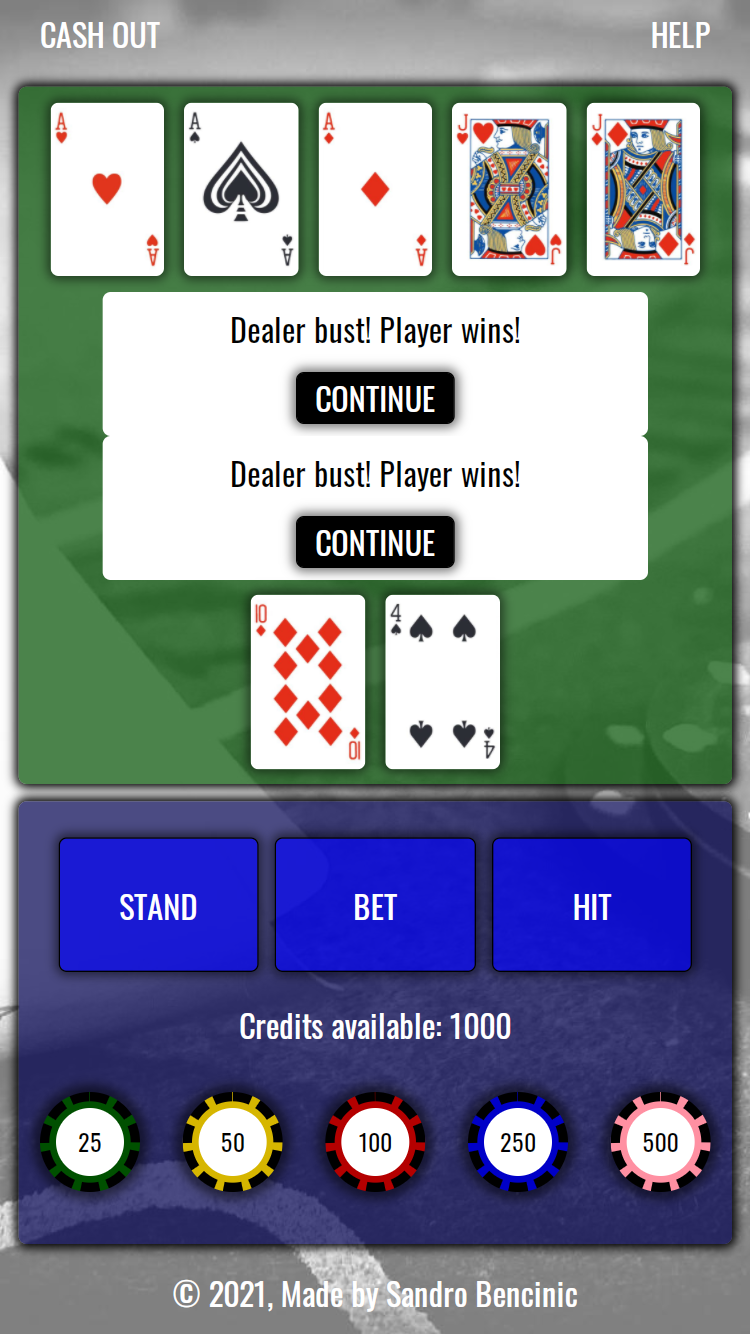 CASH OUT HELP
A A A J J
A A A J J
Dealer bust! Player wins!
CONTINUE
Dealer bust! Player wins!
CONTINUE
10 4
10 4
STAND BET HIT
Credits available: 1000
25 50 100 250 500
© 2021, Made by Sandro Bencinic